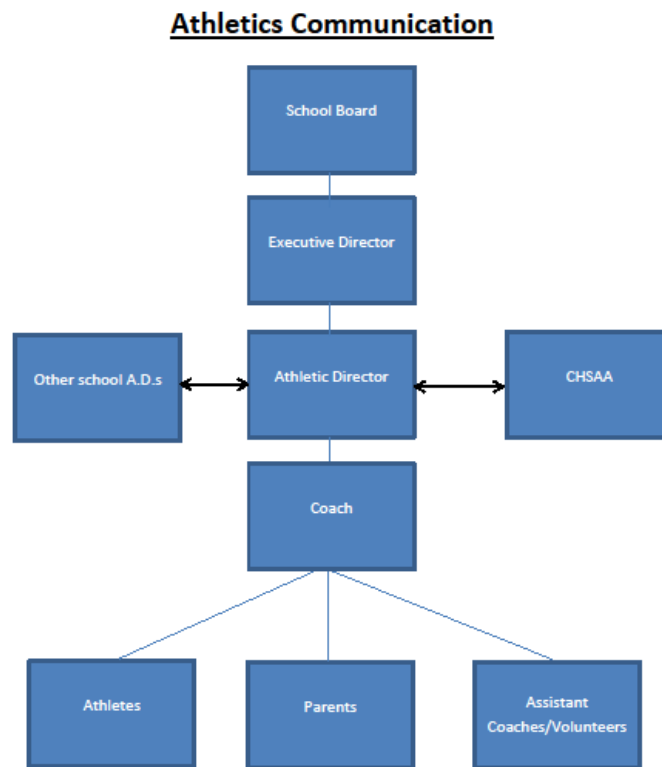 Athletics Communication
School Board
Executive Director
Other school A.D.s
Athletic Director
CHSAA
Coach
Athletes
Parents
Assistant
Coaches/Volunteers